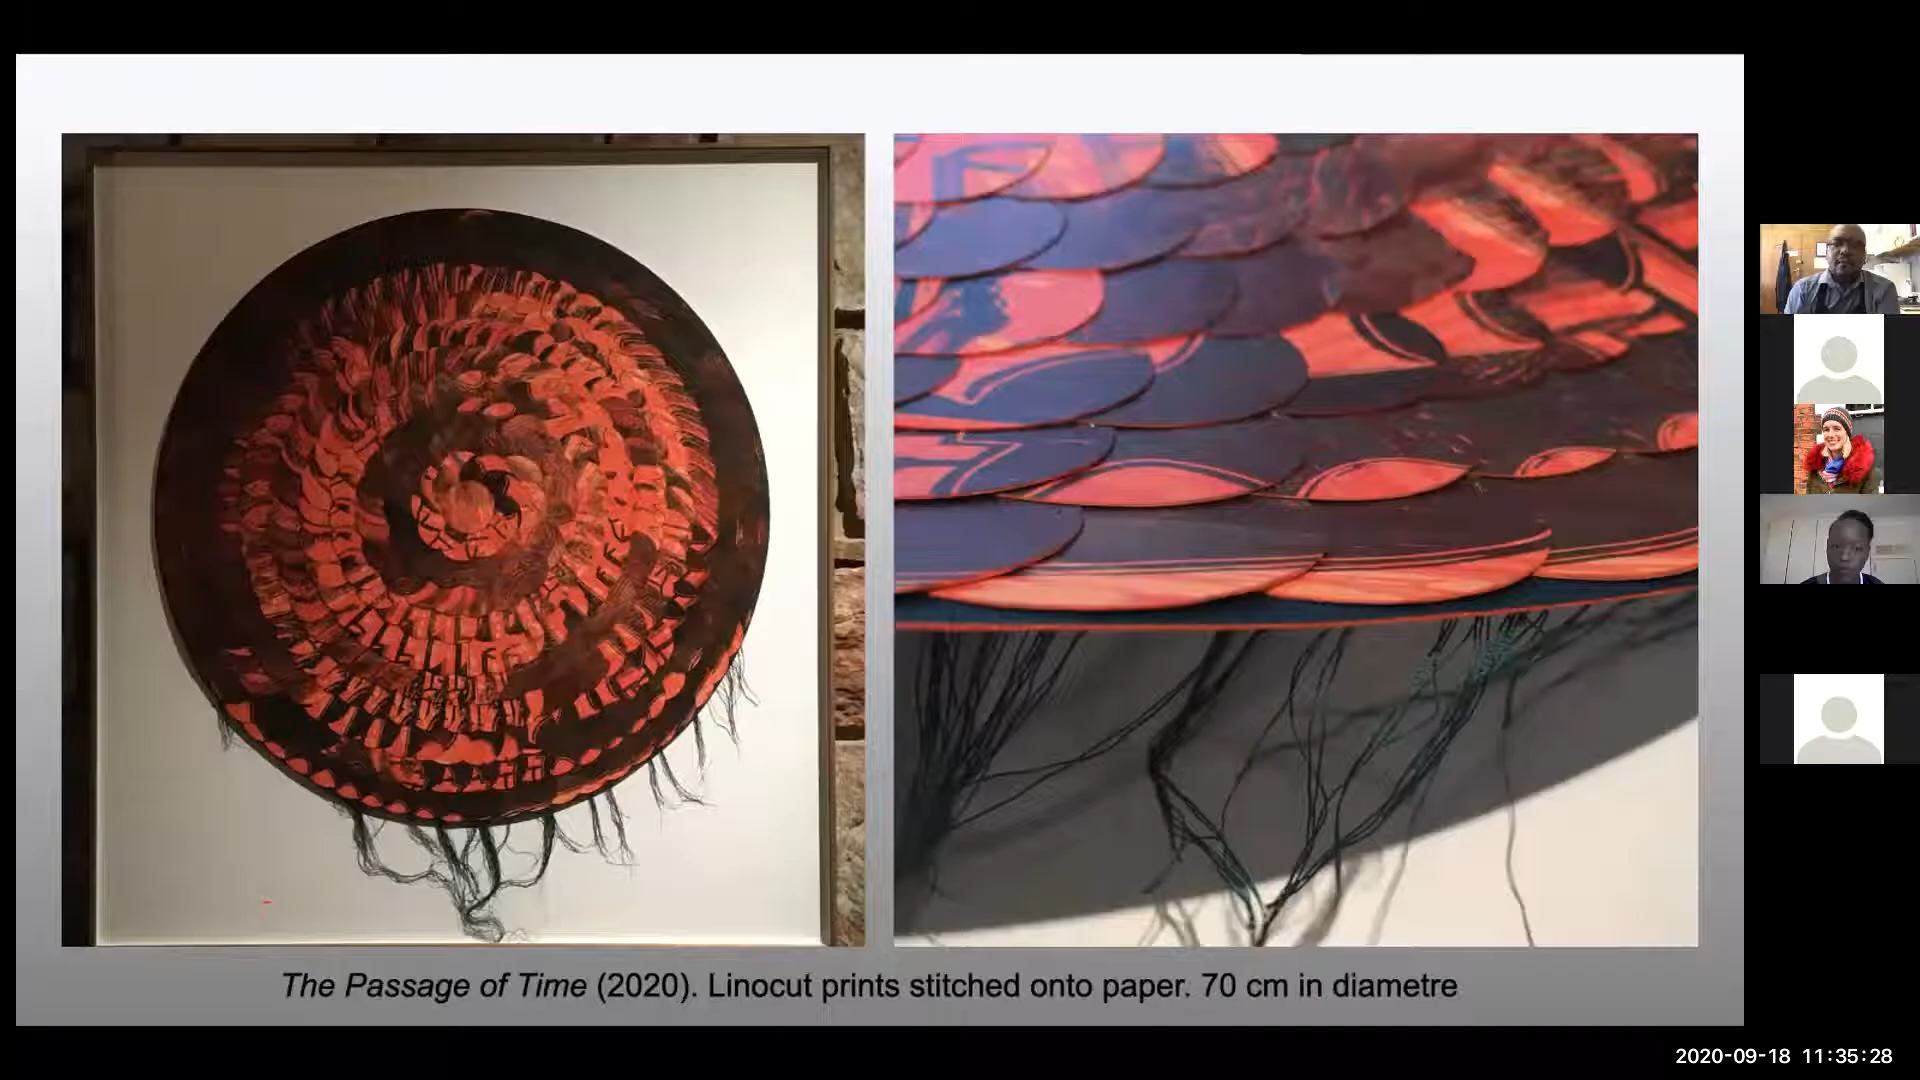 The Passage of Time (2020). Linocut prints stitched onto paper. 70 cm in diametre
2020-09-18 11:35:28